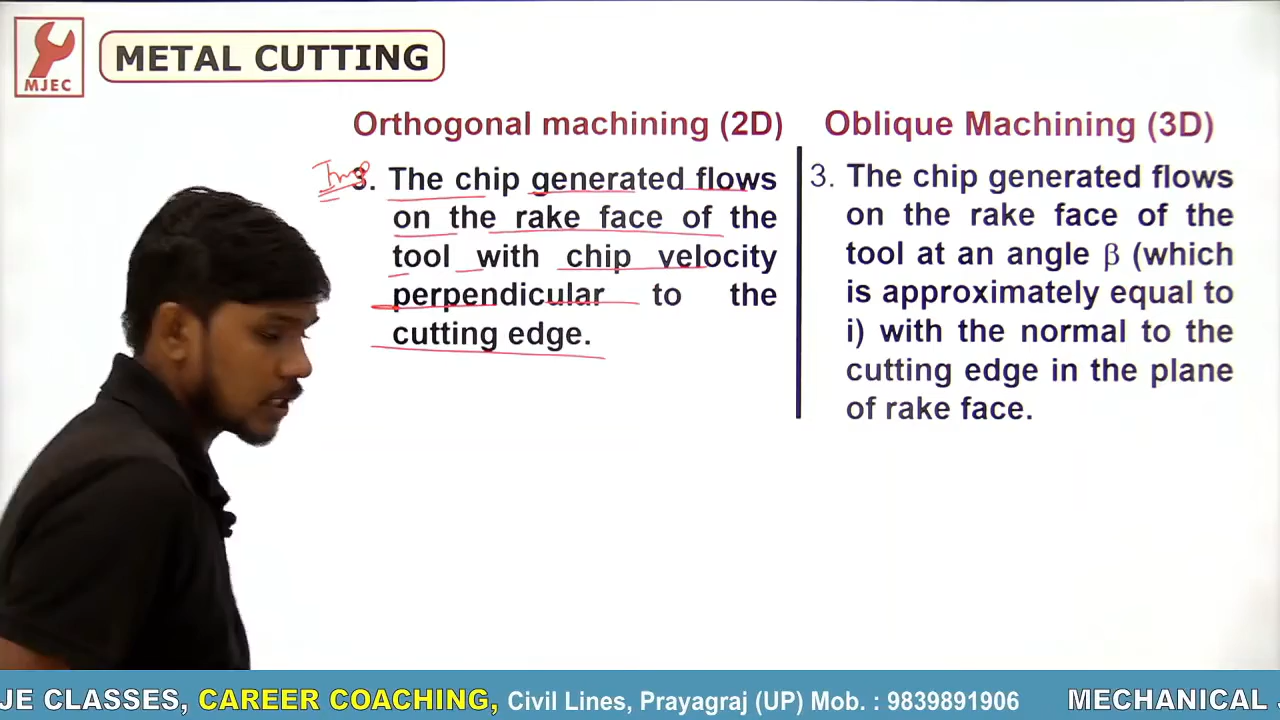 MJEC
METAL CUTTING
Orthogonal machining (2D)
Imp 3. The chip generated flows
on the rake face of the
tool with chip velocity
perpendicular to the
cutting edge.
Oblique Machining (3D)
3. The chip generated flows
on the rake face of the
tool at an angle β (which
is approximately equal to
i) with the normal to the
cutting edge in the plane
of rake face.
JE CLASSES, CAREER COACHING, Civil Lines, Prayagraj (UP) Mob. : 9839891906 MECHANICAL J